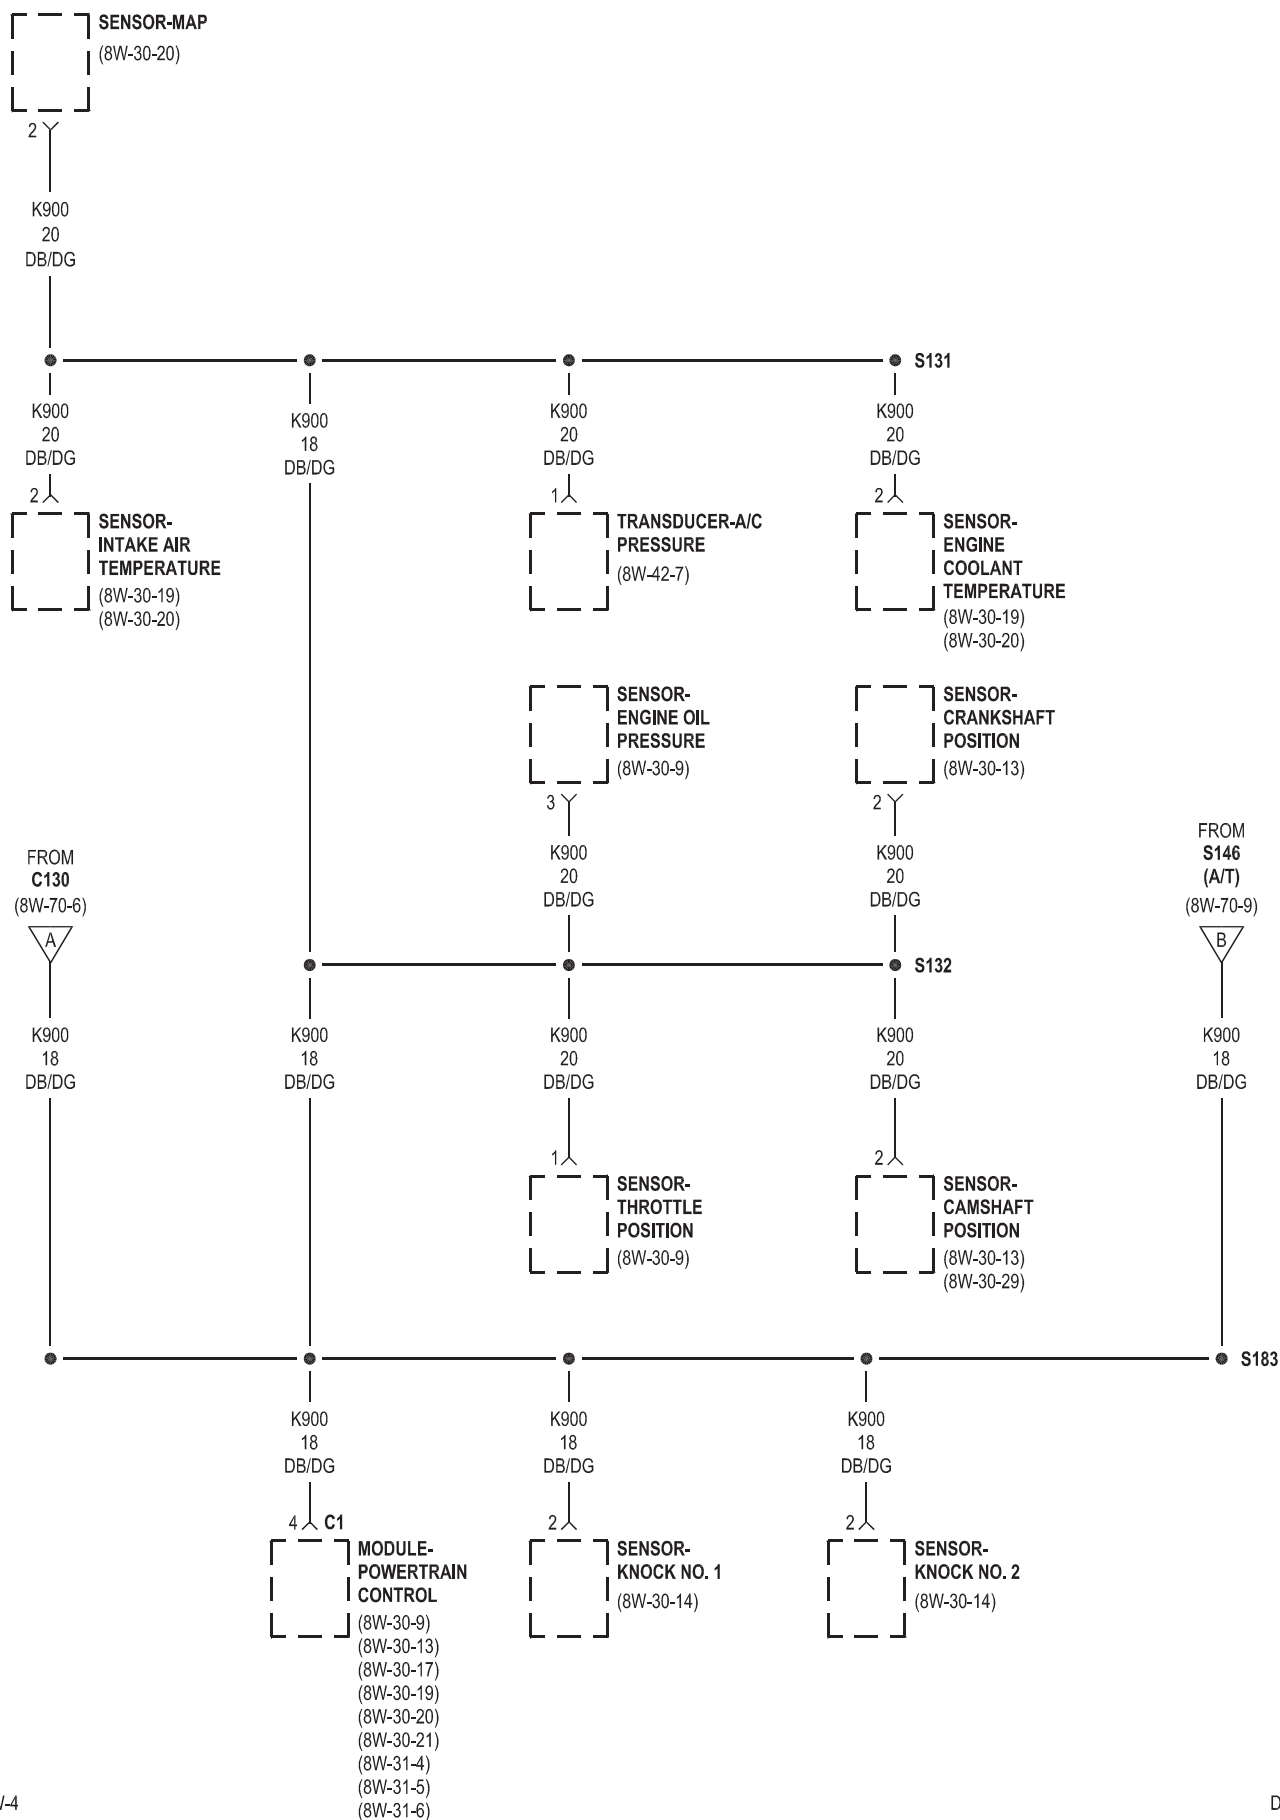 SENSOR-MAP
(8W-30-20)
2
K900
20
DB/DG
S131
K900
20
DB/DG
2
SENSOR-
INTAKE AIR
TEMPERATURE
(8W-30-19)
(8W-30-20)
K900
18
DB/DG
K900
20
DB/DG
1
TRANSDUCER-A/C
PRESSURE
(8W-42-7)
K900
20
DB/DG
2
SENSOR-
ENGINE
COOLANT
TEMPERATURE
(8W-30-19)
(8W-30-20)
SENSOR-
ENGINE OIL
PRESSURE
(8W-30-9)
3
K900
20
DB/DG
SENSOR-
CRANKSHAFT
POSITION
(8W-30-13)
2
K900
20
DB/DG
FROM
C130
(8W-70-6)
A
FROM
S146
(A/T)
(8W-70-9)
B
S132
K900
18
DB/DG
K900
18
DB/DG
K900
20
DB/DG
1
SENSOR-
THROTTLE
POSITION
(8W-30-9)
K900
20
DB/DG
2
SENSOR-
CAMSHAFT
POSITION
(8W-30-13)
(8W-30-29)
K900
18
DB/DG
S183
K900
18
DB/DG
4 C1
MODULE-
POWERTRAIN
CONTROL
(8W-30-9)
(8W-30-13)
(8W-30-17)
(8W-30-19)
(8W-30-20)
(8W-30-21)
(8W-31-4)
(8W-31-5)
(8W-31-6)
K900
18
DB/DG
2
SENSOR-
KNOCK NO. 1
(8W-30-14)
K900
18
DB/DG
2
SENSOR-
KNOCK NO. 2
(8W-30-14)
-4
D